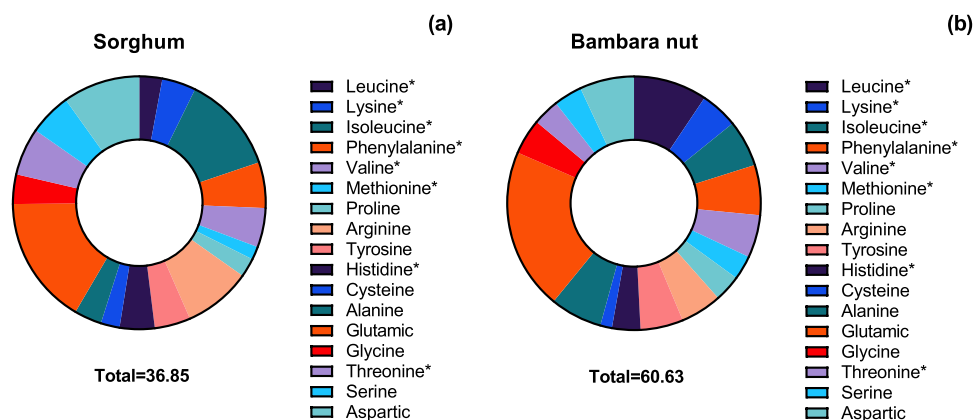 (a)
Sorghum
Leucine*
Lysine*
Isoleucine*
Phenylalanine*
Valine*
Methionine*
Proline
Arginine
Tyrosine
Histidine*
Cysteine
Alanine
Glutamic
Glycine
Threonine*
Serine
Aspartic
Total=36.85
(b)
Bambara nut
Leucine*
Lysine*
Isoleucine*
Phenylalanine*
Valine*
Methionine*
Proline
Arginine
Tyrosine
Histidine*
Cysteine
Alanine
Glutamic
Glycine
Threonine*
Serine
Aspartic
Total=60.63